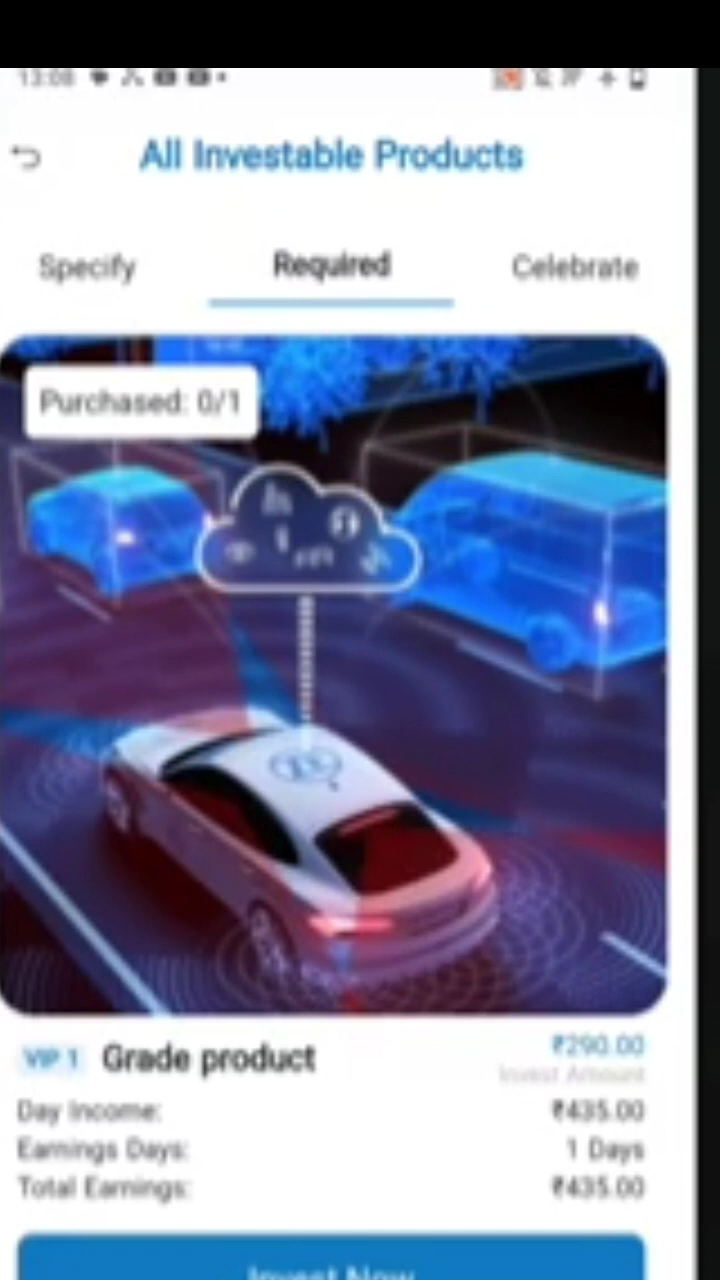 13:08
All Investable Products
Specify Required Celebrate
Purchased: 0/1
VIP 1 Grade product ₹290.00
Invest Amount
Day Income: ₹435.00
Earnings Days: 1 Days
Total Earnings: ₹435.00
Invest Now